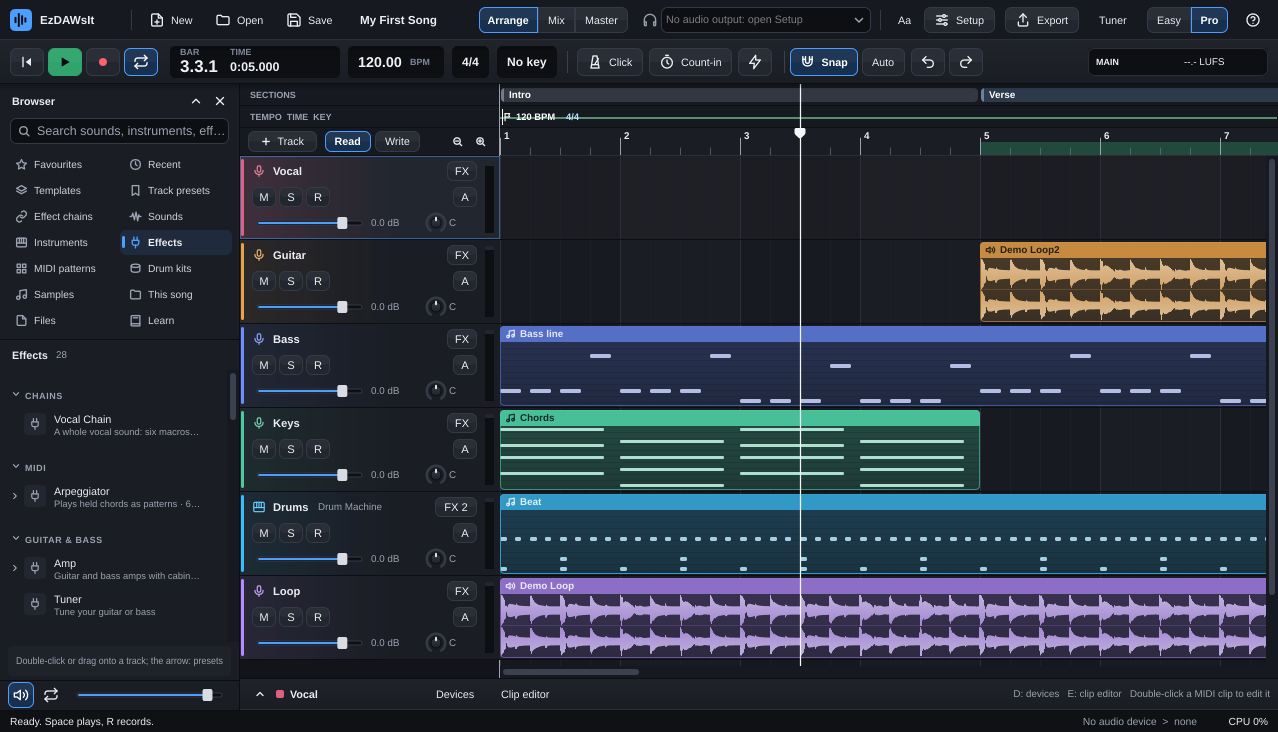 EzDAWsIt New Open Save My First Song Arrange Mix Master No audio output: open Setup Aa Setup Export Tuner Easy Pro
BAR 3.3.1 TIME 0:05.000 120.00 BPM 4/4 No key Click Count-in Snap Auto MAIN --.- LUFS
Browser
Search sounds, instruments, eff…
Favourites Recent
Templates Track presets
Effect chains Sounds
Instruments Effects
MIDI patterns Drum kits
Samples This song
Files Learn
Effects 28
CHAINS
Vocal Chain
A whole vocal sound: six macros…
MIDI
Arpeggiator
Plays held chords as patterns · 6…
GUITAR & BASS
Amp
Guitar and bass amps with cabin…
Tuner
Tune your guitar or bass
Double-click or drag onto a track; the arrow: presets
SECTIONS Intro Verse
TEMPO TIME KEY 120 BPM 4/4
Track Read Write 1 2 3 4 5 6 7
Vocal FX
M S R A
0.0 dB C
Guitar FX Demo Loop2
M S R A
0.0 dB C
Bass FX Bass line
M S R A
0.0 dB C
Keys FX Chords
M S R A
0.0 dB C
Drums Drum Machine FX 2 Beat
M S R A
0.0 dB C
Loop FX Demo Loop
M S R A
0.0 dB C
Vocal Devices Clip editor D: devices E: clip editor Double-click a MIDI clip to edit it
Ready. Space plays, R records. No audio device > none CPU 0%